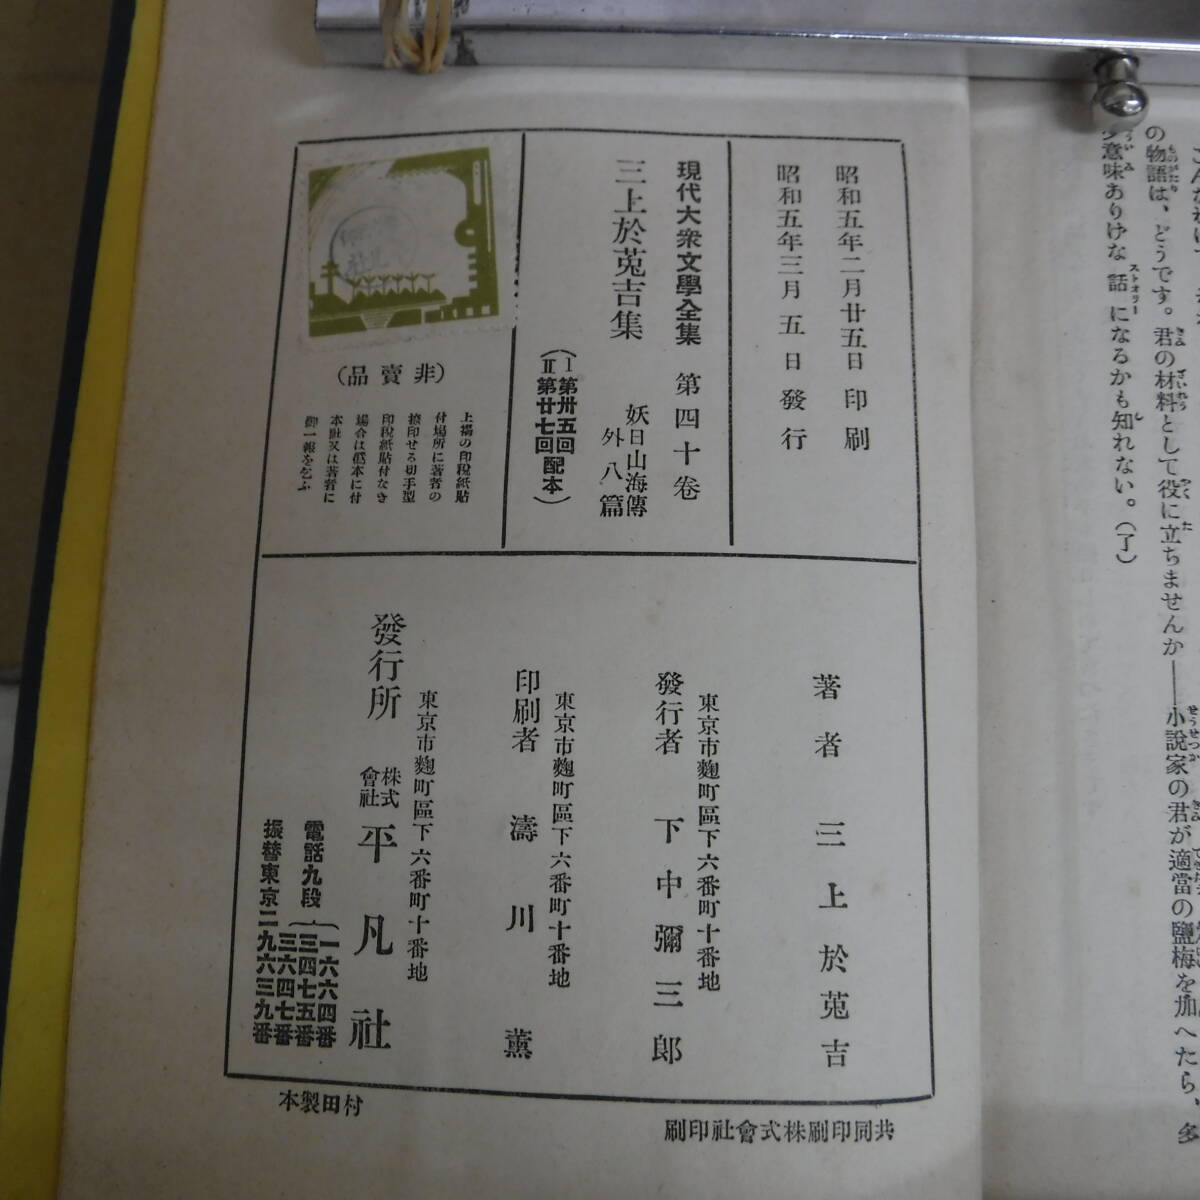 の物語は、どうです。君の材料として役に立ちませんか――小說家の君が適當の鹽梅を加へたら、多
少意味ありげな話になるかも知れない。(了)
昭和五年二月廿五日印刷
昭和五年三月五日發行
現代大衆文學全集 第四十卷
三上於菟吉集
妖日山海傳
外八篇
(Ⅰ第卅五回
Ⅱ第廿七回配本)
(非賣品)
上揭の印稅紙貼
付場所に著者の
捺印せる切手型
印稅紙貼付なき
場合は低本に付
本社又は著者に
御一報を乞ふ
著者 三上於菟吉
東京市麴町區下六番町十番地
發行者 下中彌三郎
東京市麴町區下六番町十番地
印刷者 濤川薰
東京市麴町區下六番町十番地
發行所 株式會社 平凡社
電話九段
一六六四番
三四七五番
三六四七番
振替東京二九六三九番
共同印刷株式會社印刷
村田製本